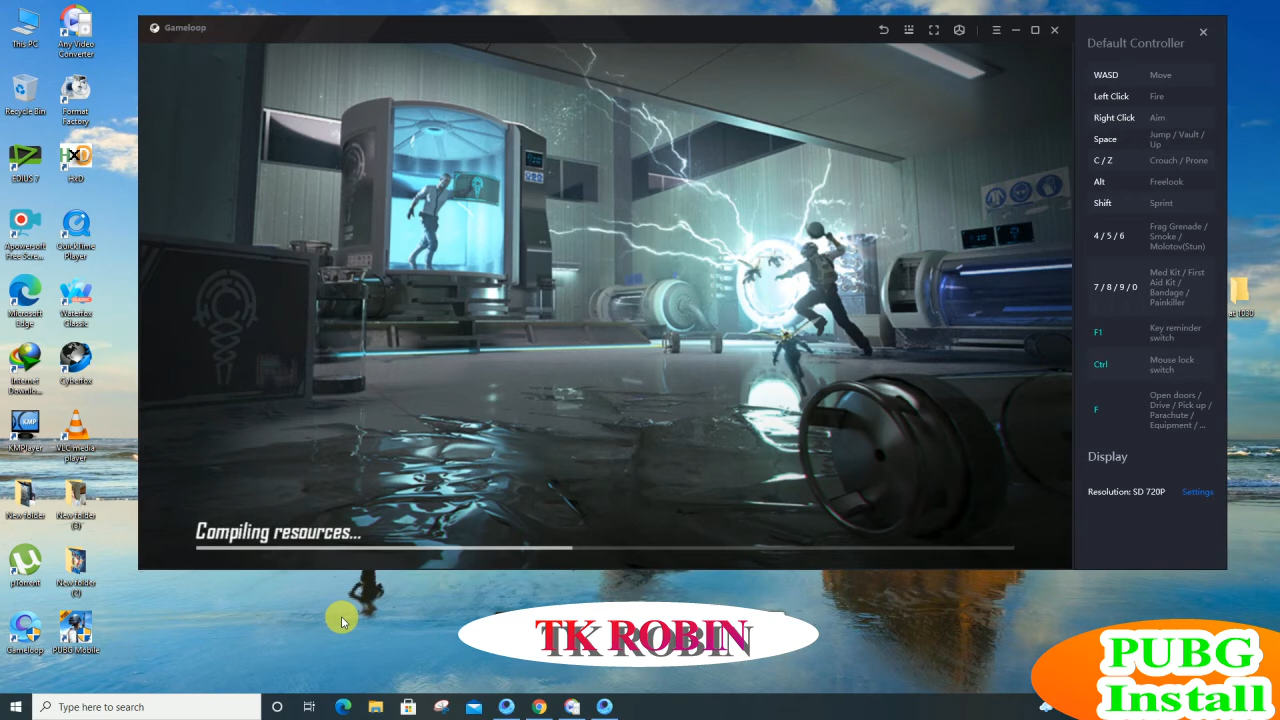 This PC
Any Video
Converter
Recycle Bin
Format
Factory
EDIUS 7
HxD
HxD
Apowersoft
Free Scre...
QuickTime
Player
Microsoft
Edge
Waterfox
Classic
Internet
Downlo...
Cyberfox
KMP
KMPlayer
VLC media
player
New folder
New folder
(3)
µTorrent
New folder
(2)
Gameloop
PUBG Mobile
Gameloop
Compiling resources...
Default Controller
WASD Move
Left Click Fire
Right Click Aim
Space Jump / Vault /
Up
C / Z Crouch / Prone
Alt Freelook
Shift Sprint
4 / 5 / 6 Frag Grenade /
Smoke /
Molotov(Stun)
7 / 8 / 9 / 0 Med Kit / First
Aid Kit /
Bandage /
Painkiller
F1 Key reminder
switch
Ctrl Mouse lock
switch
F Open doors /
Drive / Pick up /
Parachute /
Equipment / ...
Display
Resolution: SD 720P Settings
at 1030
TK ROBIN
PUBG
Install
Type here to search